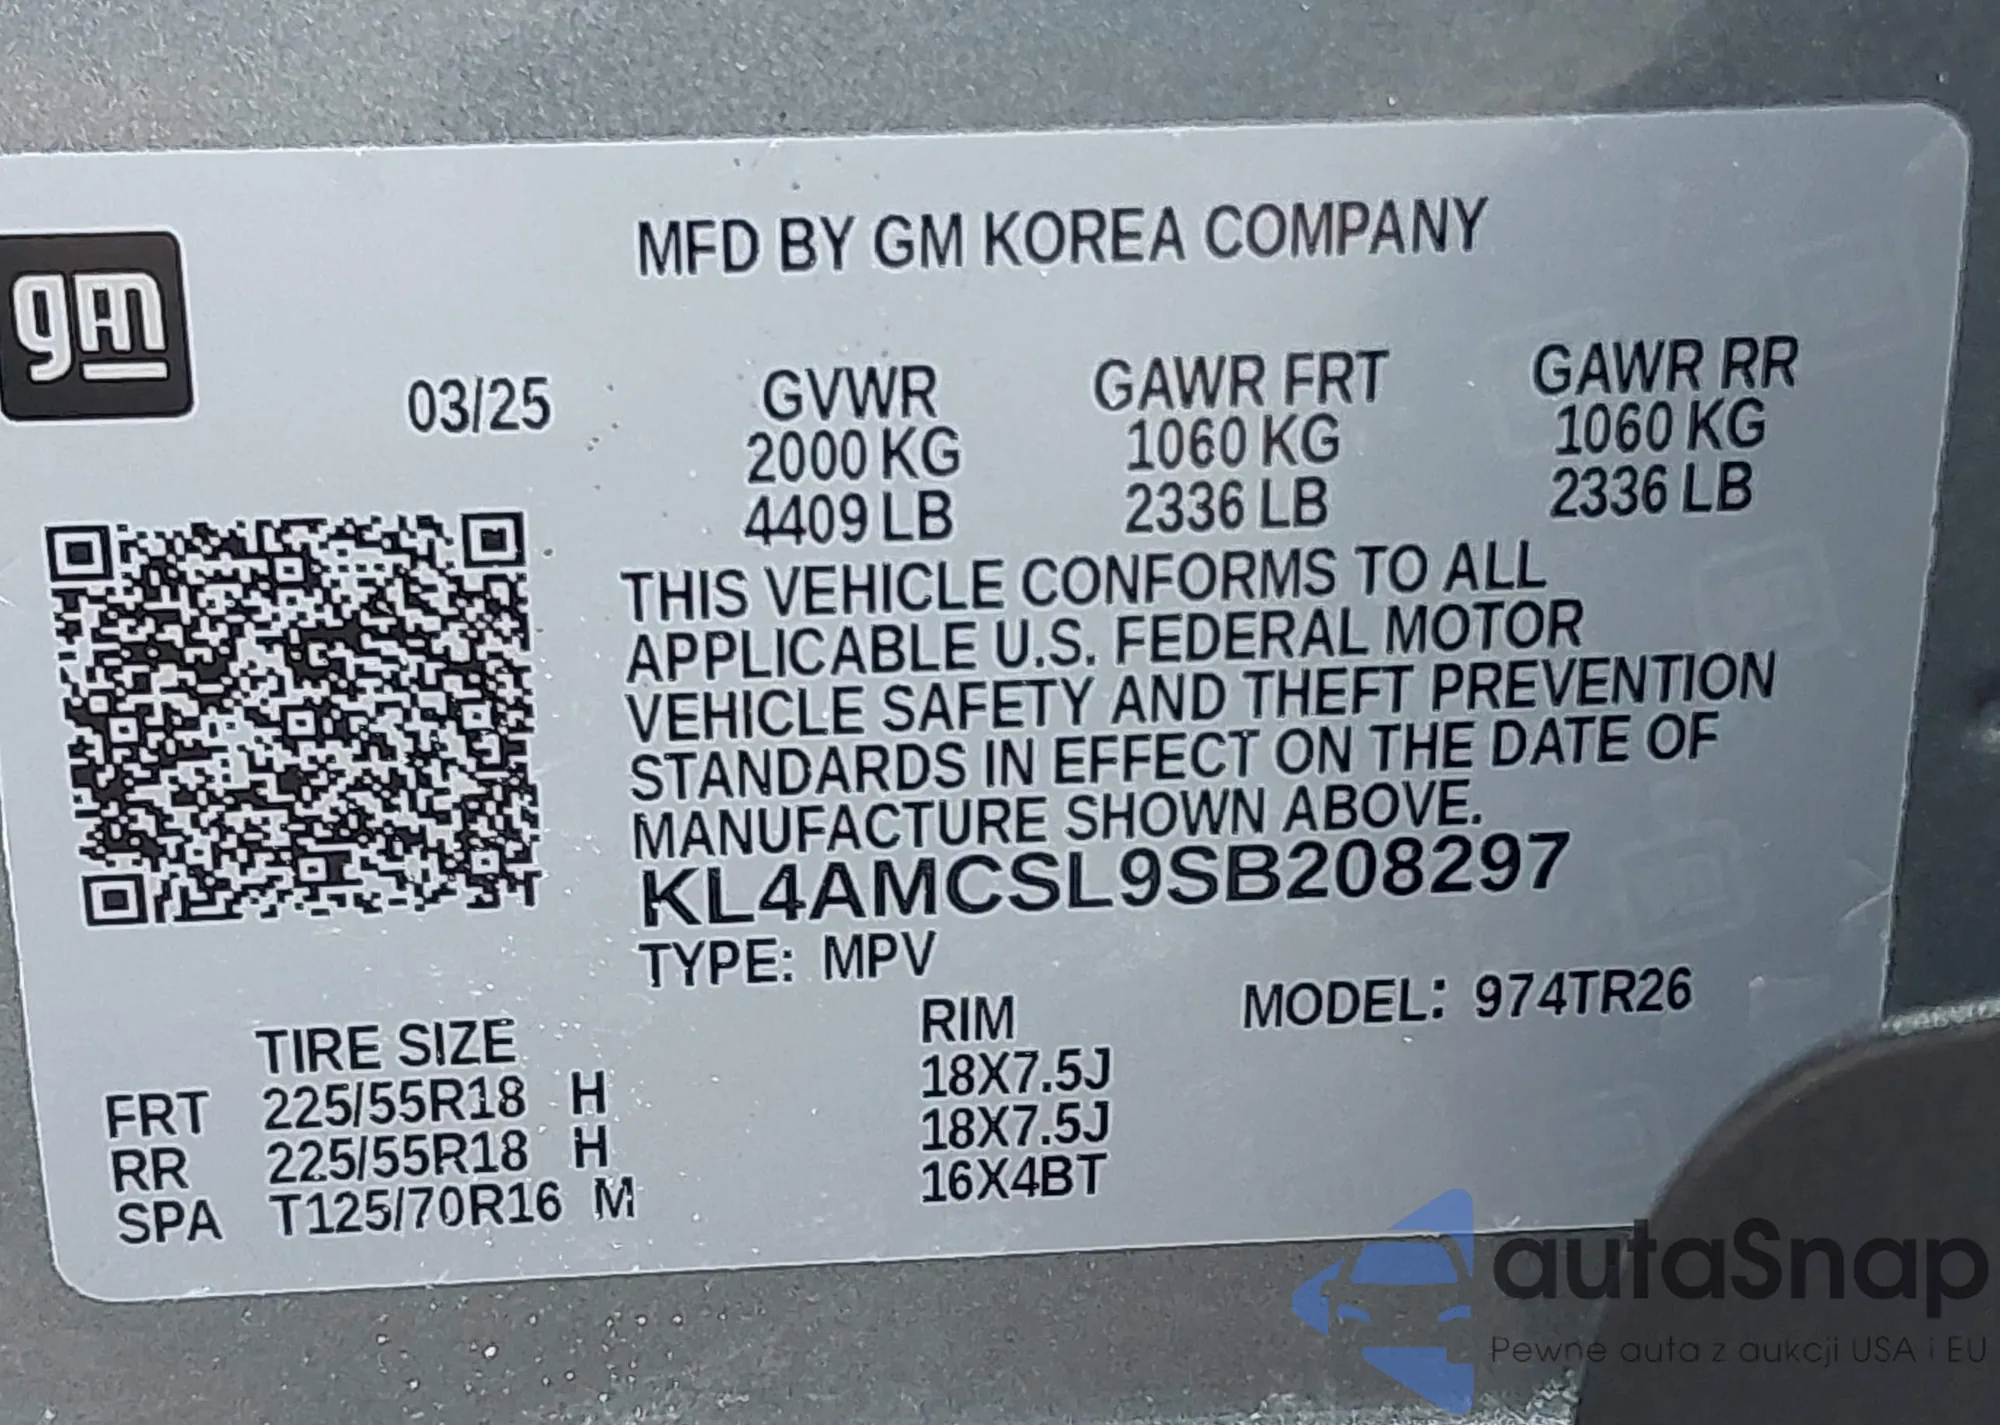 gm
MFD BY GM KOREA COMPANY
03/25
GVWR GAWR FRT GAWR RR
2000 KG 1060 KG 1060 KG
4409 LB 2336 LB 2336 LB
THIS VEHICLE CONFORMS TO ALL
APPLICABLE U.S. FEDERAL MOTOR
VEHICLE SAFETY AND THEFT PREVENTION
STANDARDS IN EFFECT ON THE DATE OF
MANUFACTURE SHOWN ABOVE.
KL4AMCSL9SB208297
TYPE: MPV
MODEL: 974TR26
TIRE SIZE RIM
FRT 225/55R18 H 18X7.5J
RR 225/55R18 H 18X7.5J
SPA T125/70R16 M 16X4BT
autaSnap
Pewne auta z aukcji USA i EU